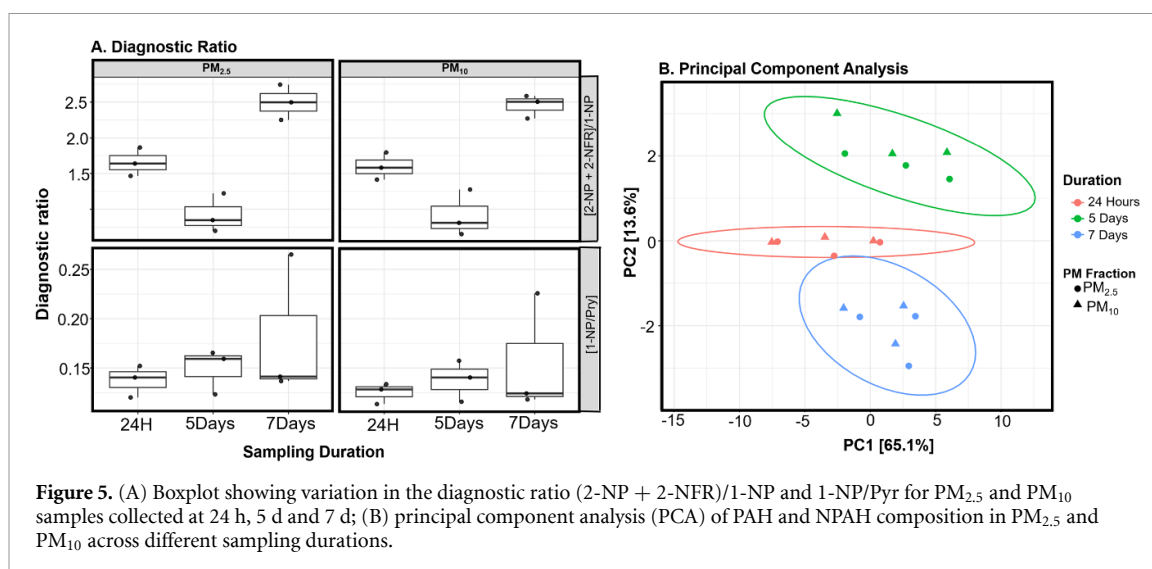 A. Diagnostic Ratio
PM2.5
PM10
Diagnostic ratio
2.5
2.0
1.5
[2-NP + 2-NFR]/1-NP
0.25
0.20
0.15
[1-NP/Pry]
24H
5Days
7Days
24H
5Days
7Days
Sampling Duration
B. Principal Component Analysis
PC2 [13.6%]
2
0
-2
-15
-10
-5
0
5
10
PC1 [65.1%]
Duration
24 Hours
5 Days
7 Days
PM Fraction
PM2.5
PM10
Figure 5. (A) Boxplot showing variation in the diagnostic ratio (2-NP + 2-NFR)/1-NP and 1-NP/Pyr for PM2.5 and PM10
samples collected at 24 h, 5 d and 7 d; (B) principal component analysis (PCA) of PAH and NPAH composition in PM2.5 and
PM10 across different sampling durations.